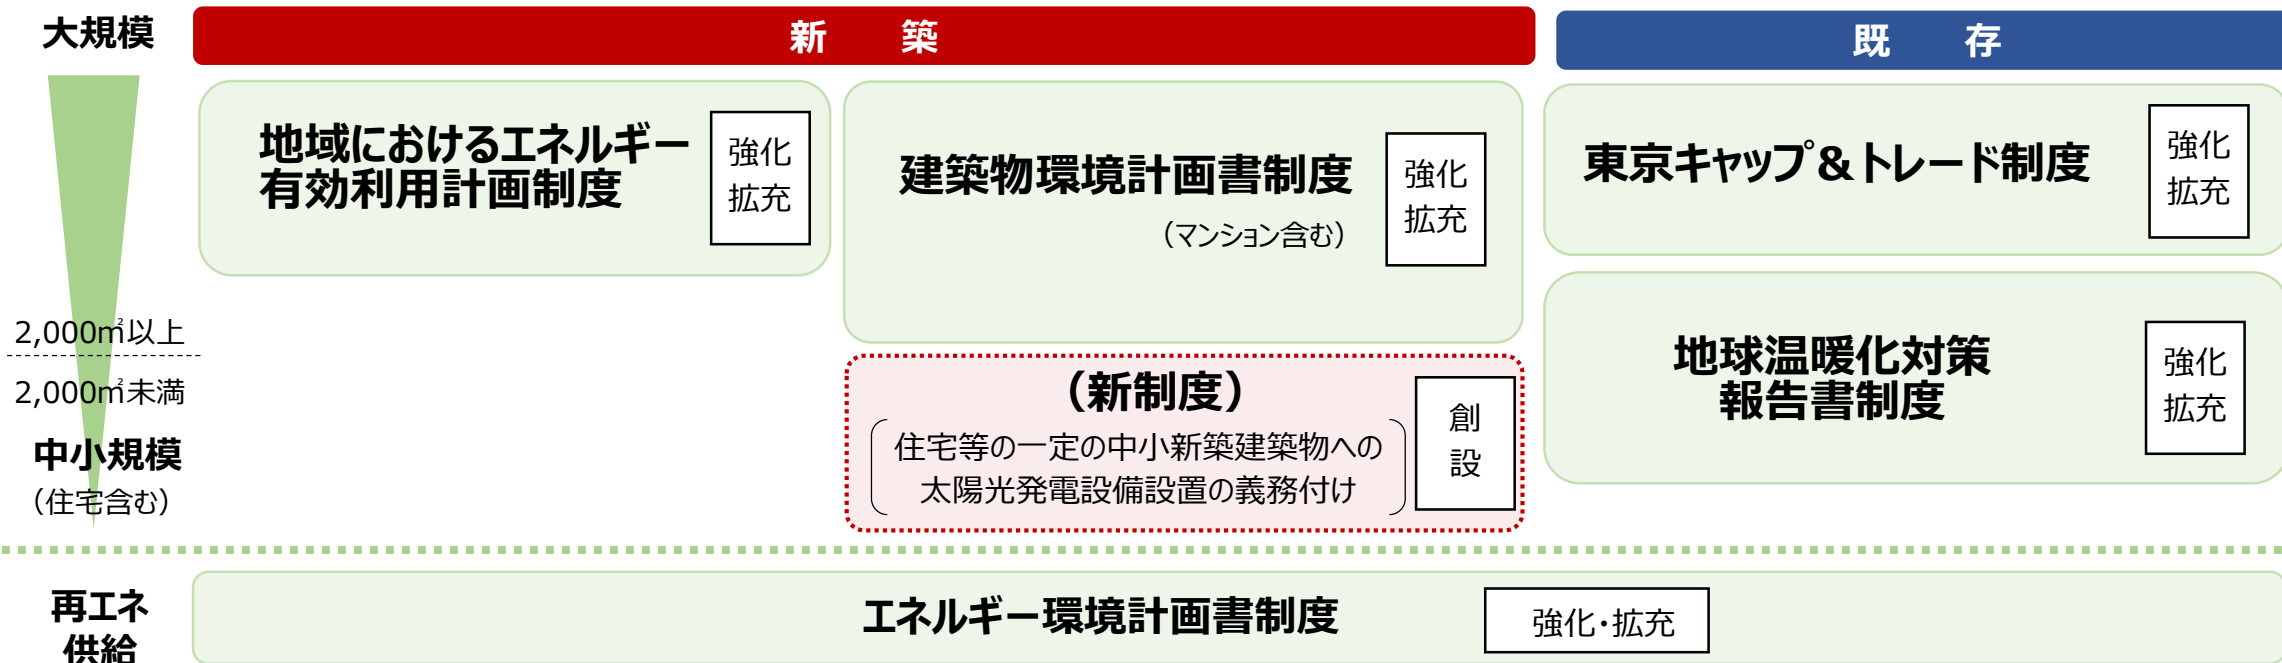 大規模
新　築
既　存
地域におけるエネルギー
有効利用計画制度
強化
拡充
建築物環境計画書制度
（マンション含む）
強化
拡充
東京キャップ＆トレード制度
強化
拡充
2,000㎡以上
2,000㎡未満
中小規模
（住宅含む）
（新制度）
住宅等の一定の中小新築建築物への
太陽光発電設備設置の義務付け
創
設
地球温暖化対策
報告書制度
強化
拡充
再エネ
供給
エネルギー環境計画書制度
強化・拡充